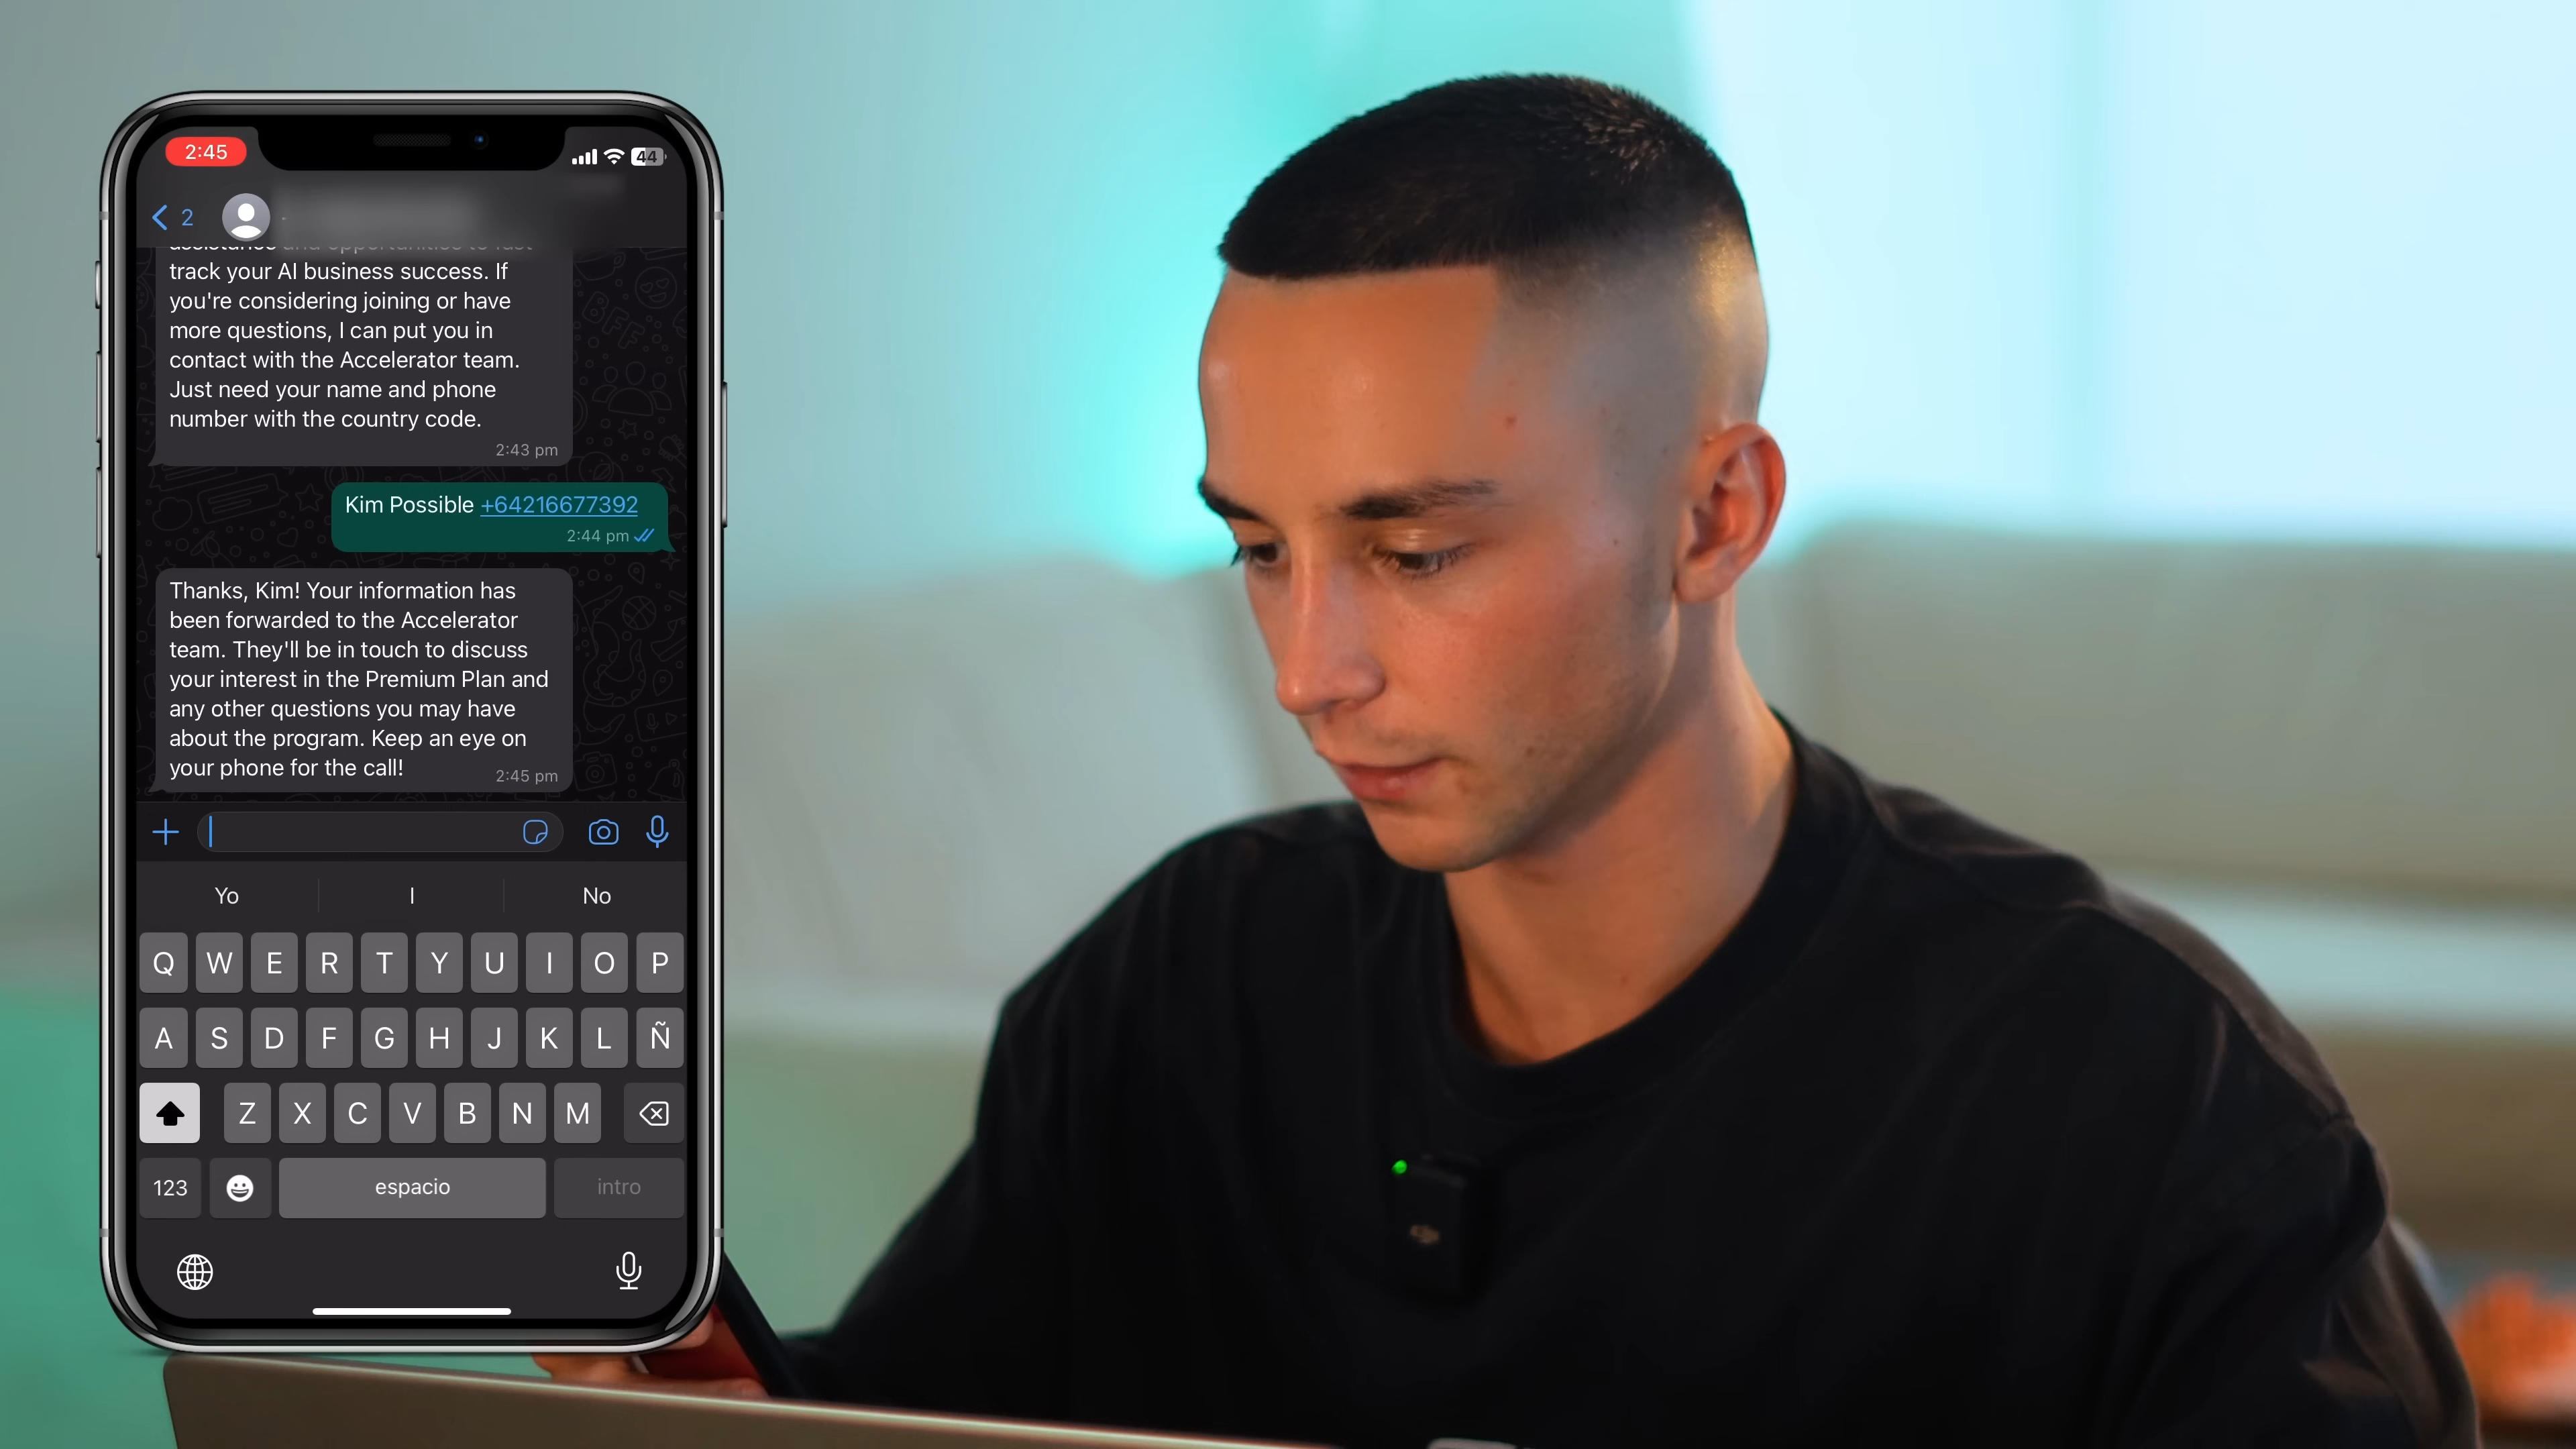 2:45
44
2
track your AI business success. If
you're considering joining or have
more questions, I can put you in
contact with the Accelerator team.
Just need your name and phone
number with the country code.
2:43 pm
Kim Possible +64216677392
2:44 pm
Thanks, Kim! Your information has
been forwarded to the Accelerator
team. They'll be in touch to discuss
your interest in the Premium Plan and
any other questions you may have
about the program. Keep an eye on
your phone for the call!
2:45 pm
Yo I No
Q W E R T Y U I O P
A S D F G H J K L Ñ
Z X C V B N M
123 espacio intro